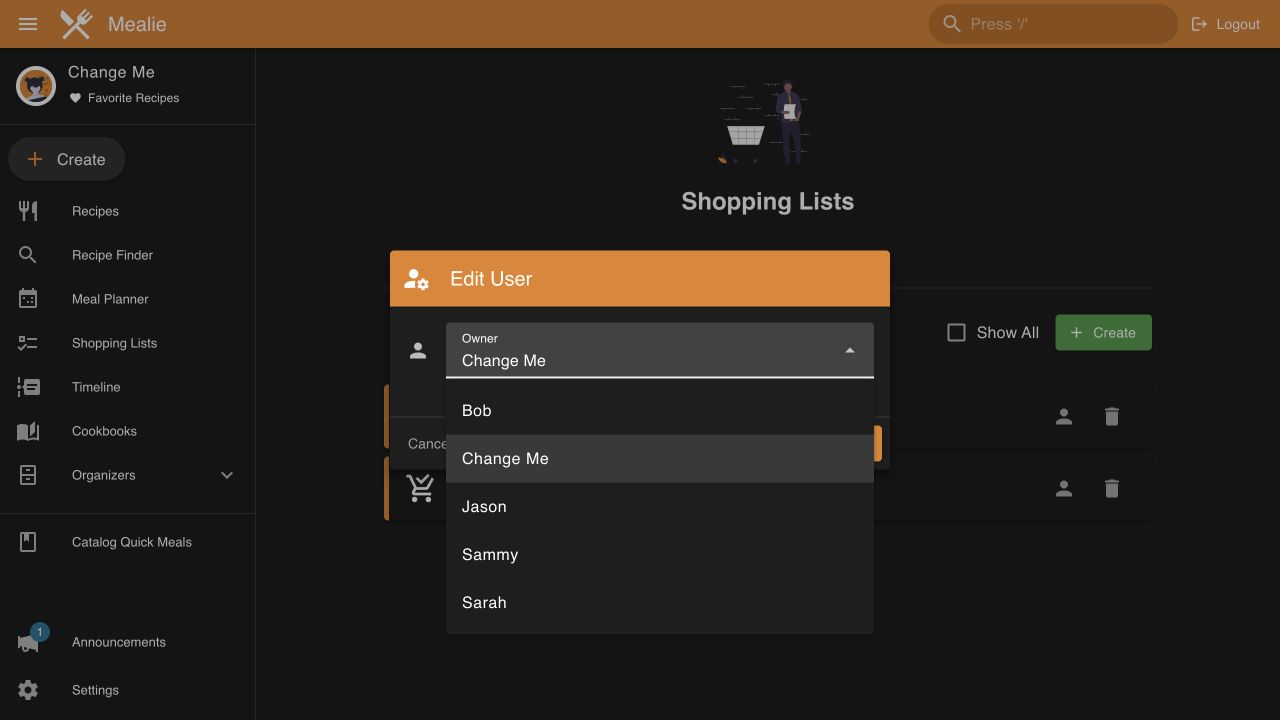 Mealie
Press '/'
Logout
Change Me
Favorite Recipes
Create
Recipes
Recipe Finder
Meal Planner
Shopping Lists
Timeline
Cookbooks
Organizers
Catalog Quick Meals
1
Announcements
Settings
Shopping Lists
Show All
Create
Edit User
Owner
Change Me
Bob
Change Me
Jason
Sammy
Sarah